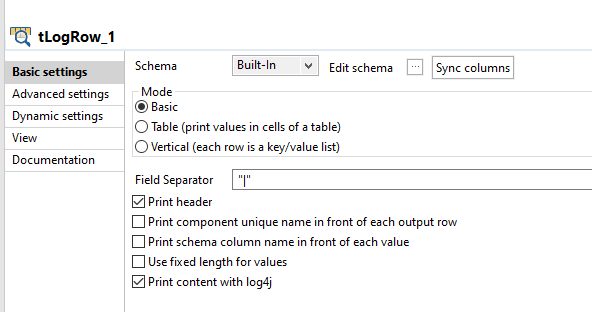 tLogRow_1
Basic settings
Advanced settings
Dynamic settings
View
Documentation
Schema Built-In Edit schema ... Sync columns
Mode
Basic
Table (print values in cells of a table)
Vertical (each row is a key/value list)
Field Separator "|"
Print header
Print component unique name in front of each output row
Print schema column name in front of each value
Use fixed length for values
Print content with log4j